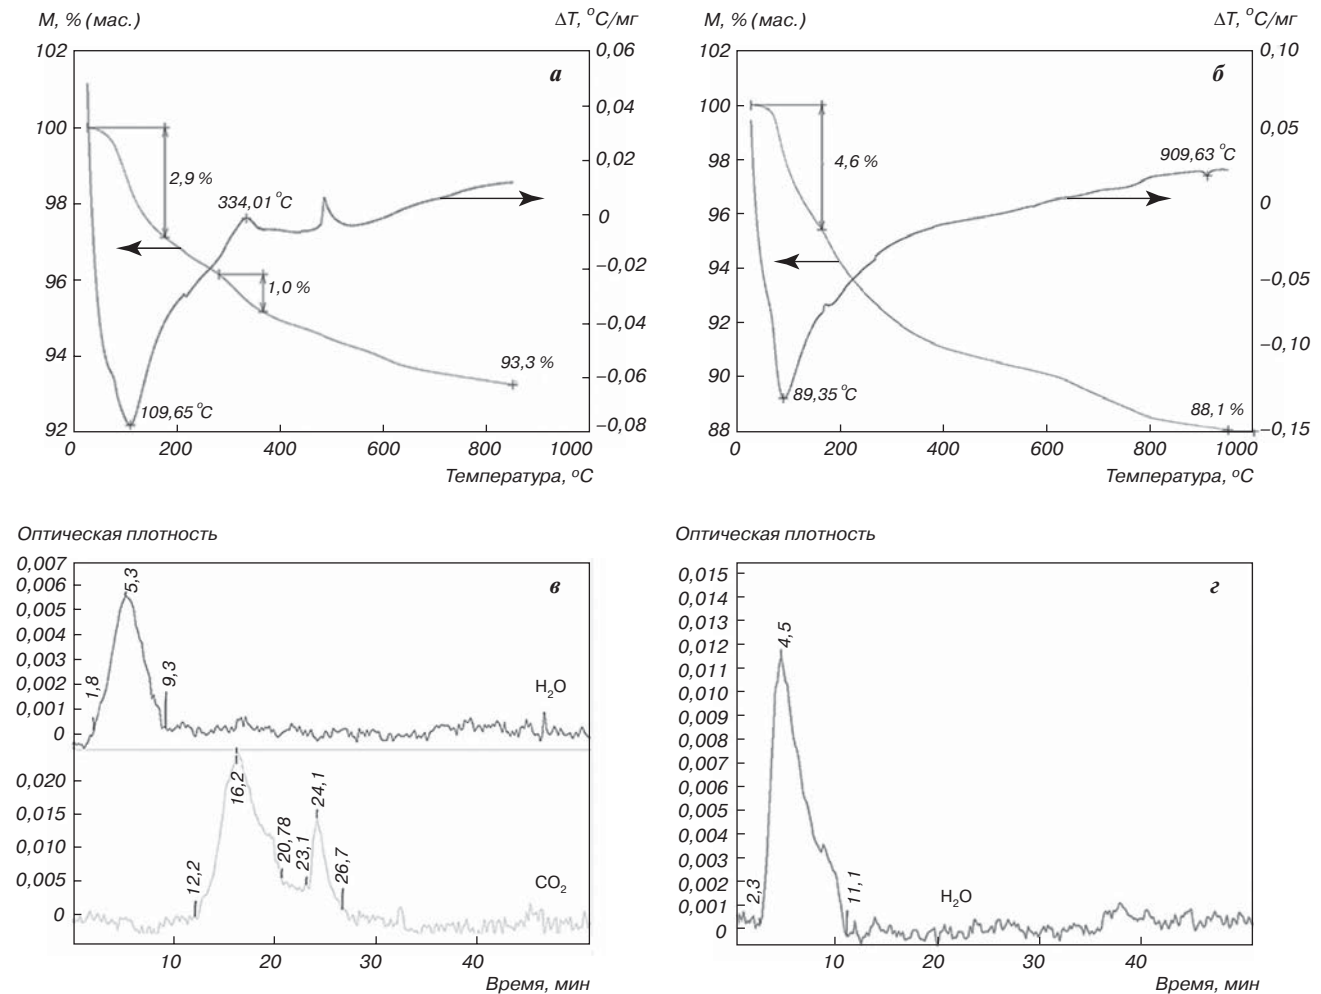 M, % (мас.)
ΔT, °C/мг
а
102
100
98
96
94
92
0,06
0,04
0,02
0
–0,02
–0,04
–0,06
–0,08
2,9 %
334,01 °C
1,0 %
93,3 %
109,65 °C
0 200 400 600 800 1000
Температура, °C
M, % (мас.)
ΔT, °C/мг
б
102
100
98
96
94
92
90
88
0,10
0,05
0
–0,05
–0,10
–0,15
4,6 %
909,63 °C
89,35 °C
88,1 %
0 200 400 600 800 1000
Температура, °C
Оптическая плотность
в
0,007
0,006
0,005
0,004
0,003
0,002
0,001
0
1,8
5,3
9,3
H₂O
0,020
0,015
0,010
0,005
0
12,2
16,2
20,78
23,1
24,1
26,7
CO₂
10 20 30 40
Время, мин
Оптическая плотность
г
0,015
0,014
0,013
0,012
0,011
0,010
0,009
0,008
0,007
0,006
0,005
0,004
0,003
0,002
0,001
0
2,3
4,5
11,1
H₂O
10 20 30 40
Время, мин